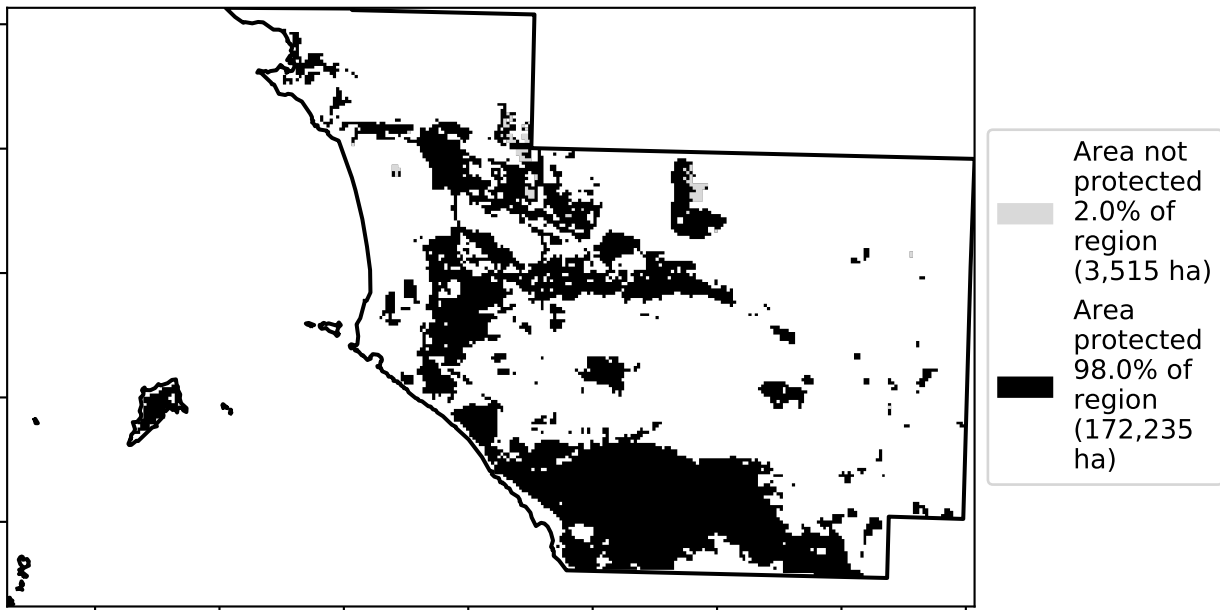 Area not
protected
2.0% of
region
(3,515 ha)
Area
protected
98.0% of
region
(172,235
ha)